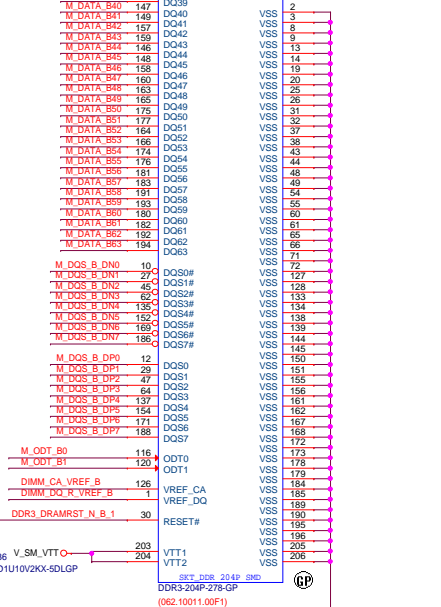 DQ39
M_DATA_B40 147 DQ40 VSS 2
M_DATA_B41 149 DQ41 VSS 3
M_DATA_B42 157 DQ42 VSS 8
M_DATA_B43 159 DQ43 VSS 9
M_DATA_B44 146 DQ44 VSS 13
M_DATA_B45 148 DQ45 VSS 14
M_DATA_B46 158 DQ46 VSS 19
M_DATA_B47 160 DQ47 VSS 20
M_DATA_B48 163 DQ48 VSS 25
M_DATA_B49 165 DQ49 VSS 26
M_DATA_B50 175 DQ50 VSS 31
M_DATA_B51 177 DQ51 VSS 32
M_DATA_B52 164 DQ52 VSS 37
M_DATA_B53 166 DQ53 VSS 38
M_DATA_B54 174 DQ54 VSS 43
M_DATA_B55 176 DQ55 VSS 44
M_DATA_B56 181 DQ56 VSS 48
M_DATA_B57 183 DQ57 VSS 49
M_DATA_B58 191 DQ58 VSS 54
M_DATA_B59 193 DQ59 VSS 55
M_DATA_B60 180 DQ60 VSS 60
M_DATA_B61 182 DQ61 VSS 61
M_DATA_B62 192 DQ62 VSS 65
M_DATA_B63 194 DQ63 VSS 66
VSS 71
M_DQS_B_DN0 10 DQS0# VSS 72
M_DQS_B_DN1 27 DQS1# VSS 127
M_DQS_B_DN2 45 DQS2# VSS 128
M_DQS_B_DN3 62 DQS3# VSS 133
M_DQS_B_DN4 135 DQS4# VSS 134
M_DQS_B_DN5 152 DQS5# VSS 138
M_DQS_B_DN6 169 DQS6# VSS 139
M_DQS_B_DN7 186 DQS7# VSS 144
VSS 145
M_DQS_B_DP0 12 DQS0 VSS 150
M_DQS_B_DP1 29 DQS1 VSS 151
M_DQS_B_DP2 47 DQS2 VSS 155
M_DQS_B_DP3 64 DQS3 VSS 156
M_DQS_B_DP4 137 DQS4 VSS 161
M_DQS_B_DP5 154 DQS5 VSS 162
M_DQS_B_DP6 171 DQS6 VSS 167
M_DQS_B_DP7 188 DQS7 VSS 168
VSS 172
M_ODT_B0 116 ODT0 VSS 173
M_ODT_B1 120 ODT1 VSS 178
VSS 179
DIMM_CA_VREF_B 126 VREF_CA VSS 184
DIMM_DQ_R_VREF_B 1 VREF_DQ VSS 185
VSS 189
DDR3_DRAMRST_N_B_1 30 RESET# VSS 190
VSS 195
VSS 196
V_SM_VTT 203 VTT1 VSS 205
204 VTT2 VSS 206
SKT_DDR 204P SMD
DDR3-204P-278-GP
GP
(062.10011.00F1)